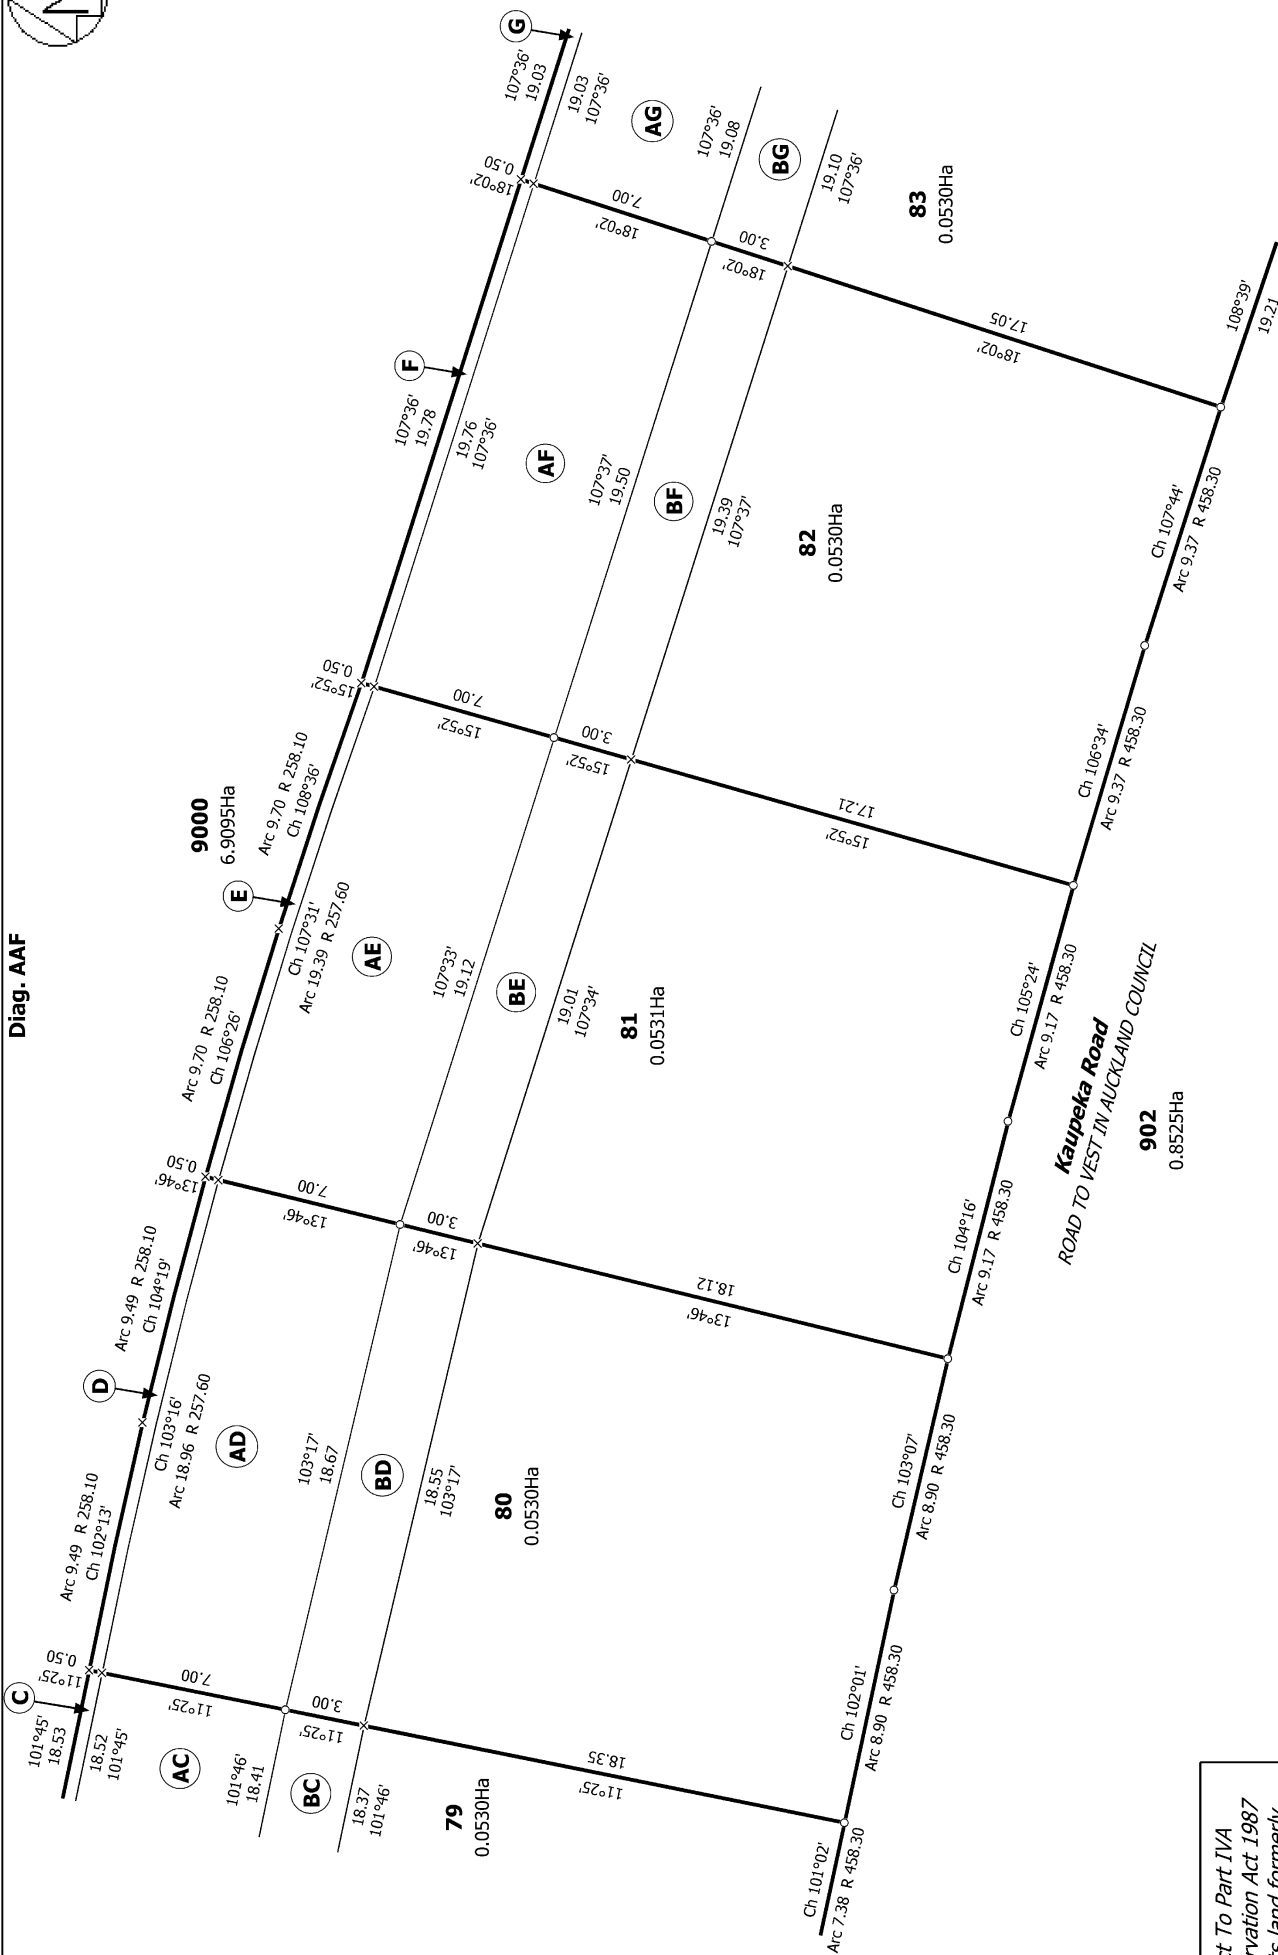 Diag. AAF
G
107°36'
19.03
19.03
107°36'
AG
107°36'
19.08
BG
19.10
107°36'
83
0.0530Ha
0.50
18°02'
7.00
18°02'
3.00
18°02'
17.05
18°02'
108°39'
19.21
F
107°36'
19.78
19.76
107°36'
AF
107°37'
19.50
BF
19.39
107°37'
82
0.0530Ha
Ch 107°44'
Arc 9.37 R 458.30
Ch 106°34'
Arc 9.37 R 458.30
0.50
15°52'
7.00
15°52'
3.00
15°52'
17.21
15°52'
9000
6.9095Ha
Arc 9.70 R 258.10
Ch 108°36'
E
Arc 9.70 R 258.10
Ch 106°26'
Ch 107°31'
Arc 19.39 R 257.60
AE
107°33'
19.12
BE
19.01
107°34'
81
0.0531Ha
Ch 105°24'
Arc 9.17 R 458.30
Ch 104°16'
Arc 9.17 R 458.30
Kaupeka Road
ROAD TO VEST IN AUCKLAND COUNCIL
902
0.8525Ha
0.50
13°46'
7.00
13°46'
3.00
13°46'
18.12
13°46'
Arc 9.49 R 258.10
Ch 104°19'
D
Arc 9.49 R 258.10
Ch 102°13'
Ch 103°16'
Arc 18.96 R 257.60
AD
103°17'
18.67
BD
18.55
103°17'
80
0.0530Ha
Ch 103°07'
Arc 8.90 R 458.30
Ch 102°01'
Arc 8.90 R 458.30
0.50
11°25'
7.00
11°25'
3.00
11°25'
18.35
11°25'
C
101°45'
18.53
18.52
101°45'
AC
101°46'
18.41
BC
18.37
101°46'
79
0.0530Ha
Ch 101°02'
Arc 7.38 R 458.30
ct To Part IVA
rvation Act 1987
land formerly